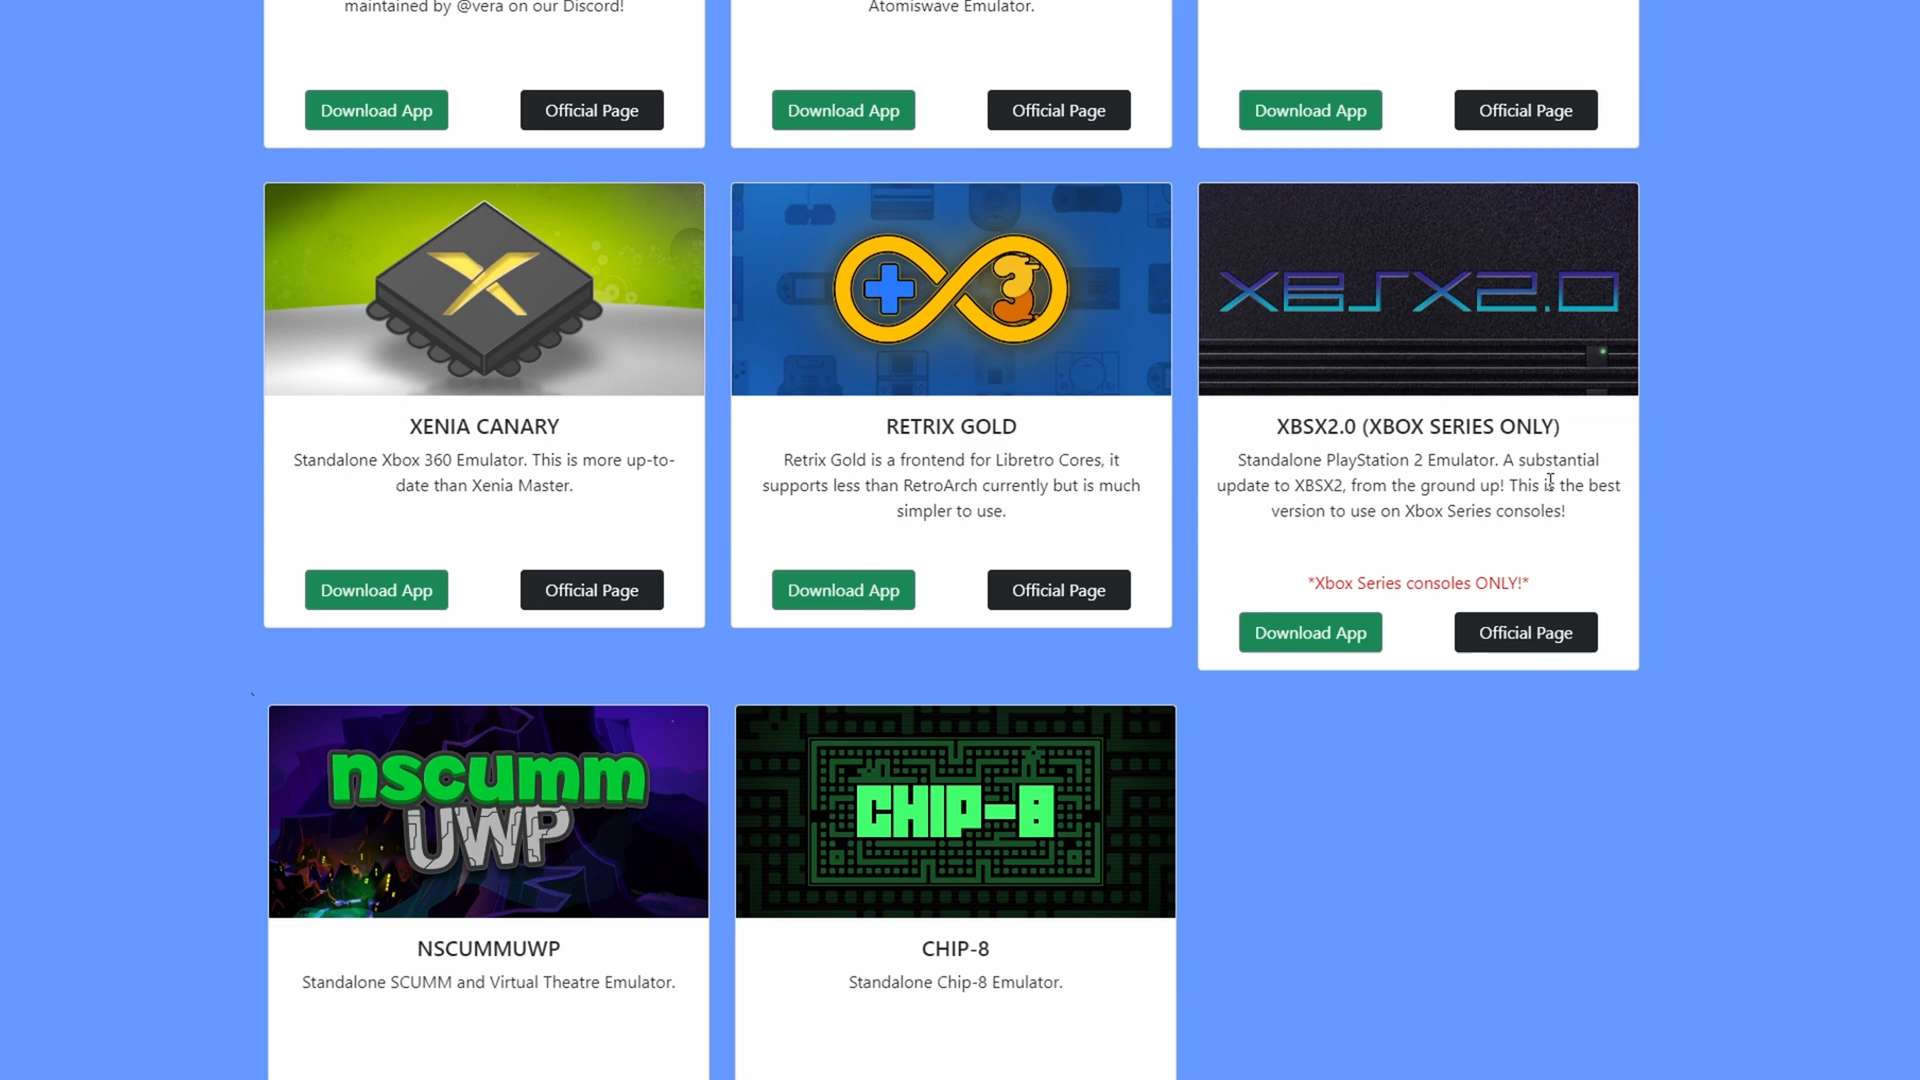 maintained by @vera on our Discord!
Atomiswave Emulator.
Download App
Official Page
Download App
Official Page
Download App
Official Page
X
XBSX2.0
XENIA CANARY
Standalone Xbox 360 Emulator. This is more up-to-
date than Xenia Master.
Download App
Official Page
RETRIX GOLD
Retrix Gold is a frontend for Libretro Cores, it
supports less than RetroArch currently but is much
simpler to use.
Download App
Official Page
XBSX2.0 (XBOX SERIES ONLY)
Standalone PlayStation 2 Emulator. A substantial
update to XBSX2, from the ground up! This is the best
version to use on Xbox Series consoles!
*Xbox Series consoles ONLY!*
Download App
Official Page
`
nscumm
UWP
CHIP-8
NSCUMMUWP
Standalone SCUMM and Virtual Theatre Emulator.
CHIP-8
Standalone Chip-8 Emulator.